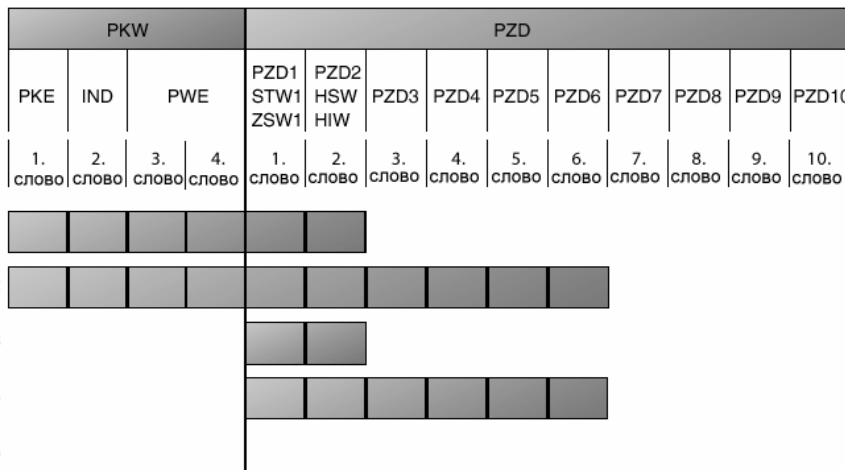 PKW PZD
PKE IND PWE PZD1 STW1 ZSW1 PZD2 HSW HIW PZD3 PZD4 PZD5 PZD6 PZD7 PZD8 PZD9 PZD10
1. 2. 3. 4. 1. 2. 3. 4. 5. 6. 7. 8. 9. 10.
слово слово слово слово слово слово слово слово слово слово слово слово слово слово